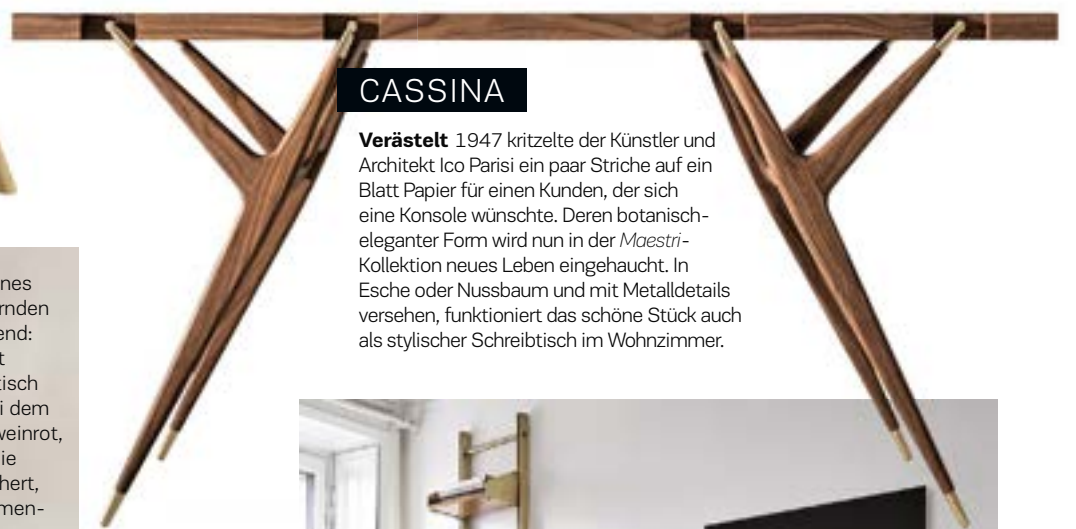 CASSINA
Verästelt 1947 kritzelte der Künstler und
Architekt Ico Parisi ein paar Striche auf ein
Blatt Papier für einen Kunden, der sich
eine Konsole wünschte. Deren botanisch-
eleganter Form wird nun in der Maestri-
Kollektion neues Leben eingehaucht. In
Esche oder Nussbaum und mit Metalldetails
versehen, funktioniert das schöne Stück auch
als stylischer Schreibtisch im Wohnzimmer.
nes
rnden
end:
t
tisch
i dem
weinrot,
ie
hert,
men-